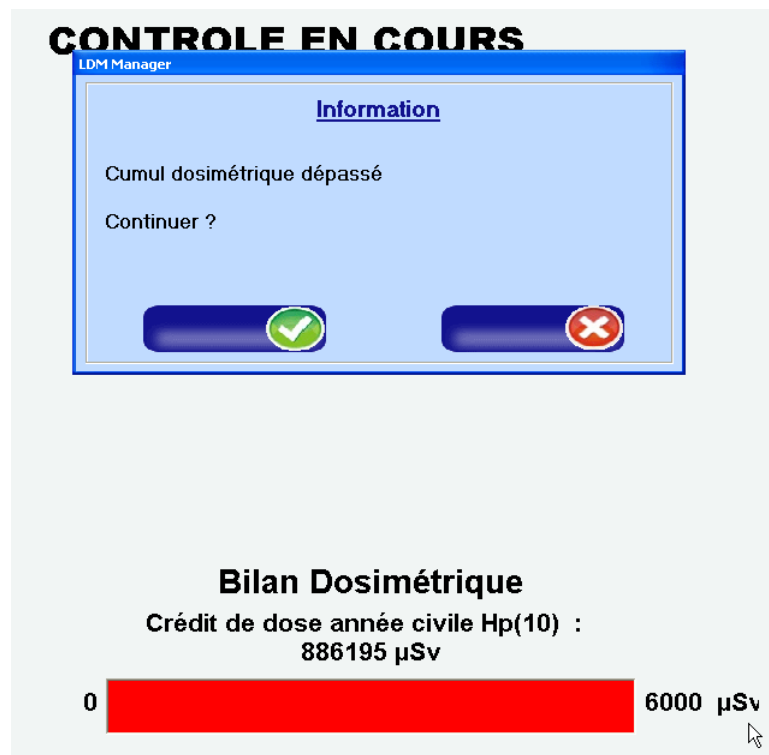 CONTROLE EN COURS
LDM Manager
Information
Cumul dosimétrique dépassé
Continuer ?
Bilan Dosimétrique
Crédit de dose année civile Hp(10) :
886195 µSv
0 6000 µSv